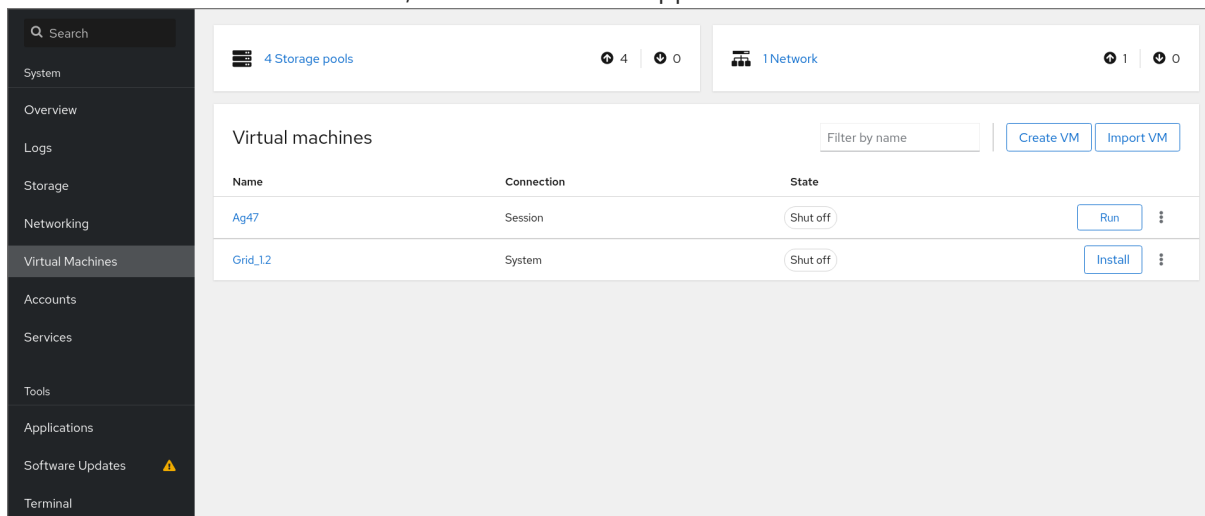 Search
System
Overview
Logs
Storage
Networking
Virtual Machines
Accounts
Services
Tools
Applications
Software Updates
Terminal
4 Storage pools 4 0
1 Network 1 0
Virtual machines Filter by name Create VM Import VM
Name Connection State
Ag47 Session Shut off Run
Grid_1.2 System Shut off Install